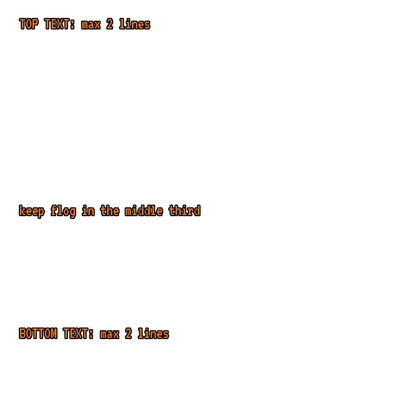 TOP TEXT: max 2 lines
keep flog in the middle third
BOTTOM TEXT: max 2 lines